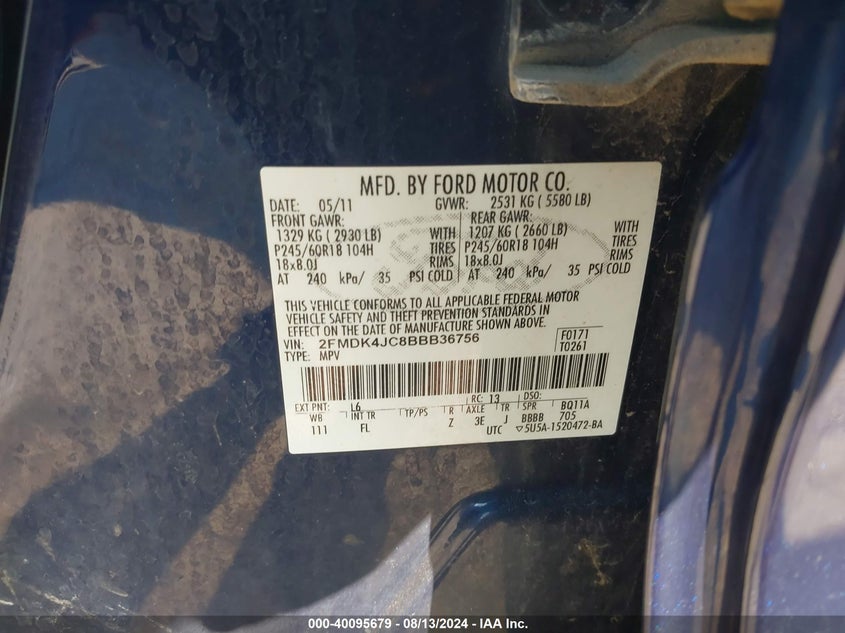 MFD. BY FORD MOTOR CO.
DATE: 05/11 GVWR: 2531 KG ( 5580 LB)
FRONT GAWR: REAR GAWR:
1329 KG ( 2930 LB) WITH 1207 KG ( 2660 LB) WITH
P245/60R18 104H TIRES P245/60R18 104H TIRES
18x8.0J RIMS 18x8.0J RIMS
AT 240 kPa/ 35 PSI COLD AT 240 kPa/ 35 PSI COLD
THIS VEHICLE CONFORMS TO ALL APPLICABLE FEDERAL MOTOR
VEHICLE SAFETY AND THEFT PREVENTION STANDARDS IN EFFECT
ON THE DATE OF MANUFACTURE SHOWN ABOVE.
VIN: 2FMDK4JC8BBB36756 F0171
TYPE: MPV T0261
EXT PNT: L6 RC: 13 DSO:
WB INT TR TP/PS R AXLE TR SPR BQ11A
111 FL Z 3E J BBBB 705
UTC ▽5U5A-1520472-BA
000-40095679 - 08/13/2024 - IAA Inc.